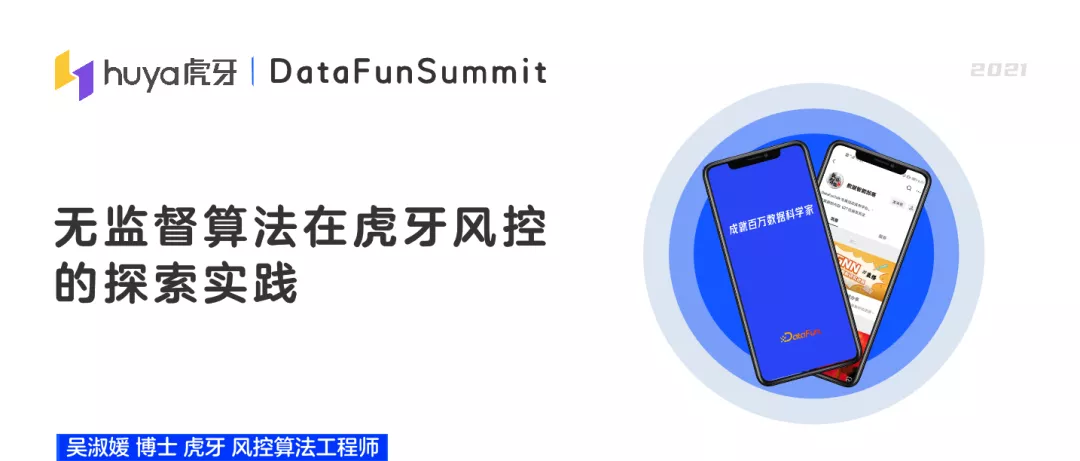 huya虎牙 | DataFunSummit
2021
无监督算法在虎牙风控
的探索实践
成就百万数据科学家
DataFun
吴淑媛 博士 虎牙 风控算法工程师